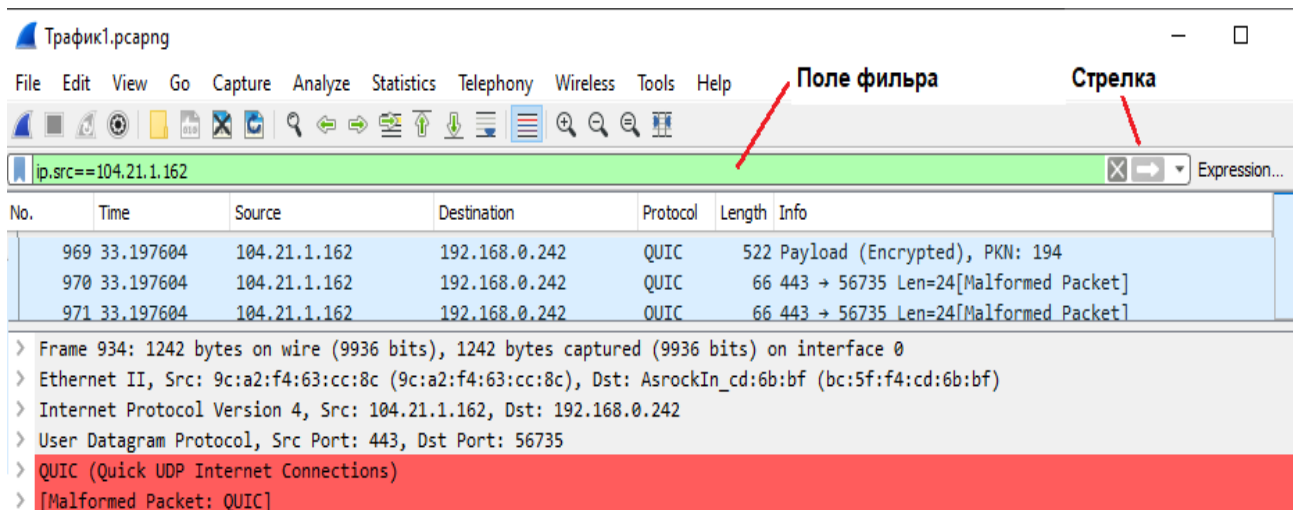 Трафик1.pcapng
File Edit View Go Capture Analyze Statistics Telephony Wireless Tools Help
Поле фильра
Стрелка
ip.src==104.21.1.162
Expression...
No. Time Source Destination Protocol Length Info
969 33.197604 104.21.1.162 192.168.0.242 QUIC 522 Payload (Encrypted), PKN: 194
970 33.197604 104.21.1.162 192.168.0.242 QUIC 66 443 → 56735 Len=24[Malformed Packet]
971 33.197604 104.21.1.162 192.168.0.242 QUIC 66 443 → 56735 Len=24[Malformed Packet]
> Frame 934: 1242 bytes on wire (9936 bits), 1242 bytes captured (9936 bits) on interface 0
> Ethernet II, Src: 9c:a2:f4:63:cc:8c (9c:a2:f4:63:cc:8c), Dst: AsrockIn_cd:6b:bf (bc:5f:f4:cd:6b:bf)
> Internet Protocol Version 4, Src: 104.21.1.162, Dst: 192.168.0.242
> User Datagram Protocol, Src Port: 443, Dst Port: 56735
> QUIC (Quick UDP Internet Connections)
> [Malformed Packet: QUIC]